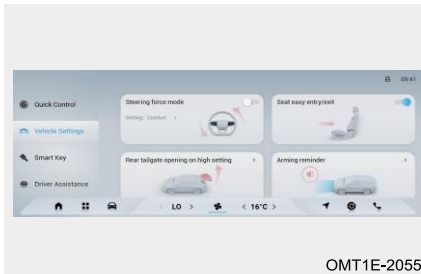 09:41
Quick Control
Steering force mode
Seat easy entry/exit
Setting: Comfort >
Vehicle Settings
Smart Key
Rear tailgate opening on high setting >
Arming reminder >
Driver Assistance
< LO > < 16°C >
OMT1E-2055